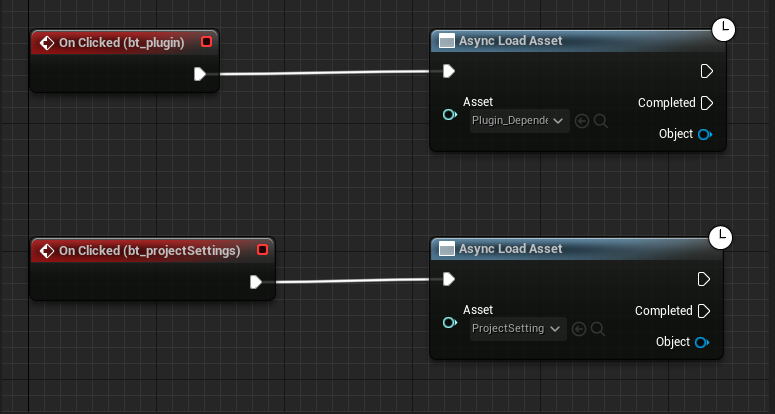 On Clicked (bt_plugin)
Async Load Asset
Asset
Plugin_Depende
Completed
Object
On Clicked (bt_projectSettings)
Async Load Asset
Asset
ProjectSetting
Completed
Object